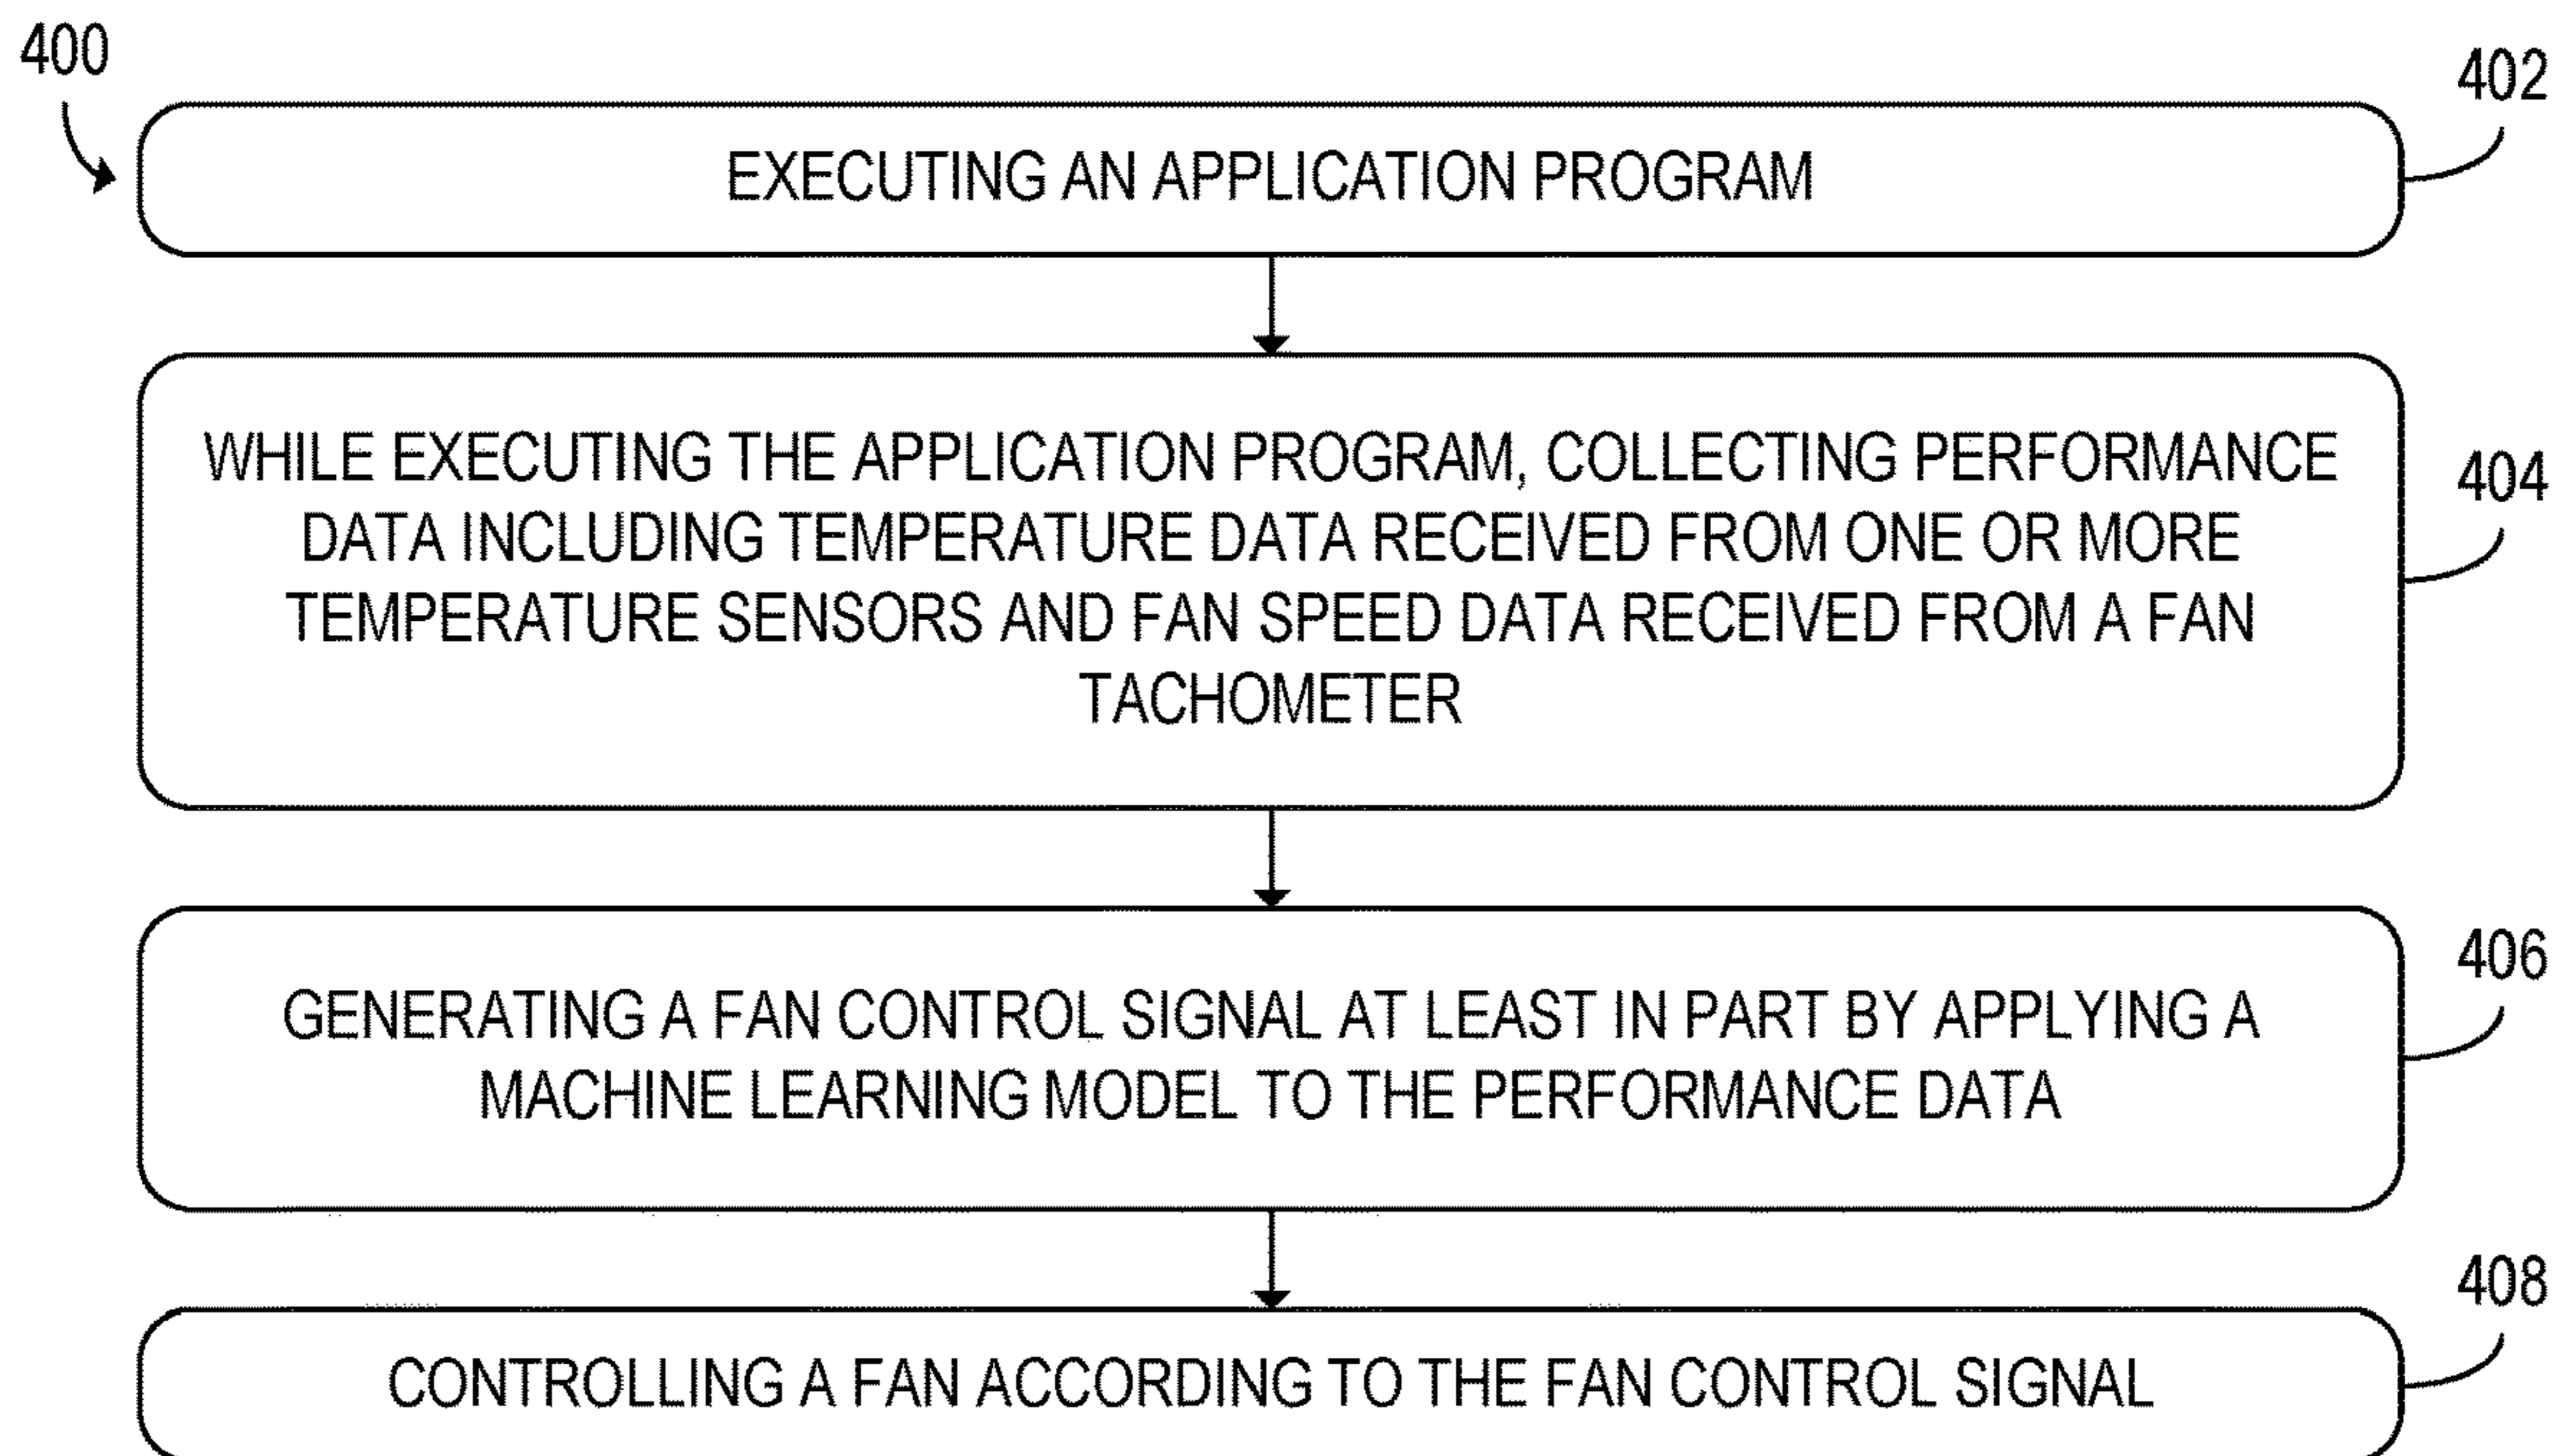 400
402
EXECUTING AN APPLICATION PROGRAM
WHILE EXECUTING THE APPLICATION PROGRAM, COLLECTING PERFORMANCE
DATA INCLUDING TEMPERATURE DATA RECEIVED FROM ONE OR MORE
TEMPERATURE SENSORS AND FAN SPEED DATA RECEIVED FROM A FAN
TACHOMETER
404
GENERATING A FAN CONTROL SIGNAL AT LEAST IN PART BY APPLYING A
MACHINE LEARNING MODEL TO THE PERFORMANCE DATA
406
CONTROLLING A FAN ACCORDING TO THE FAN CONTROL SIGNAL
408